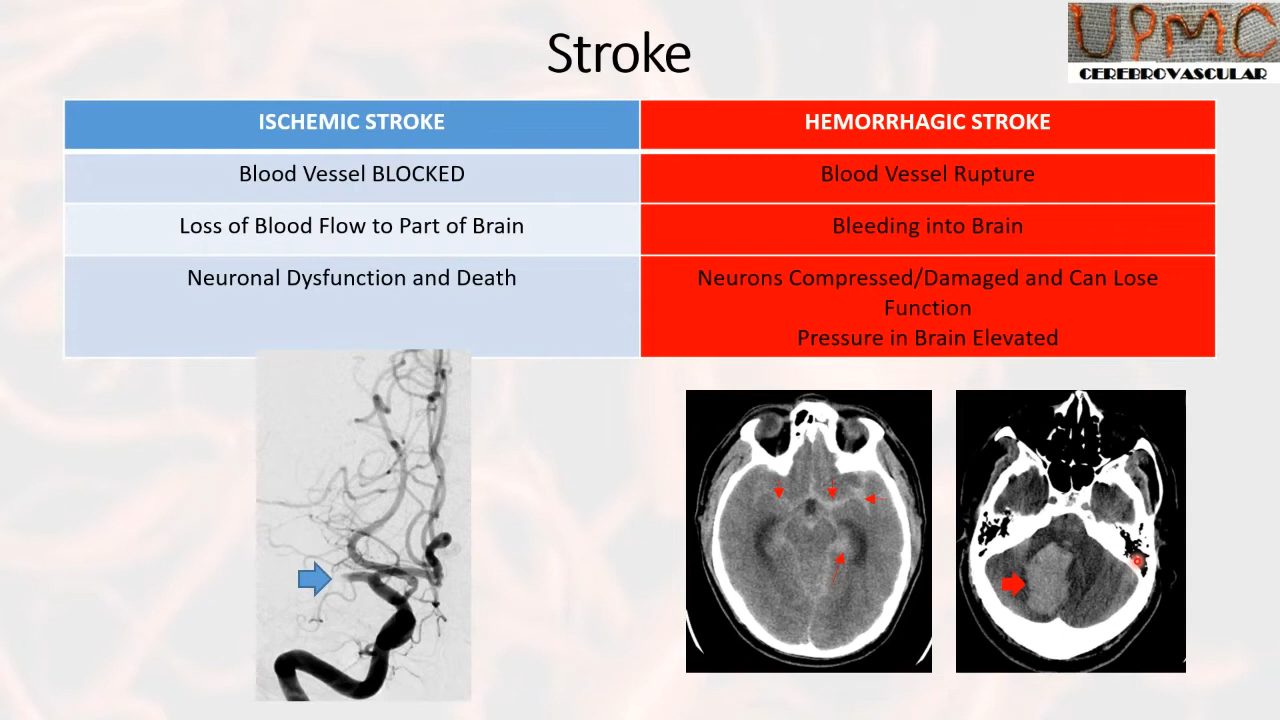 Stroke
UPMC
CEREBROVASCULAR
ISCHEMIC STROKE
HEMORRHAGIC STROKE
Blood Vessel BLOCKED
Blood Vessel Rupture
Loss of Blood Flow to Part of Brain
Bleeding into Brain
Neuronal Dysfunction and Death
Neurons Compressed/Damaged and Can Lose
Function
Pressure in Brain Elevated